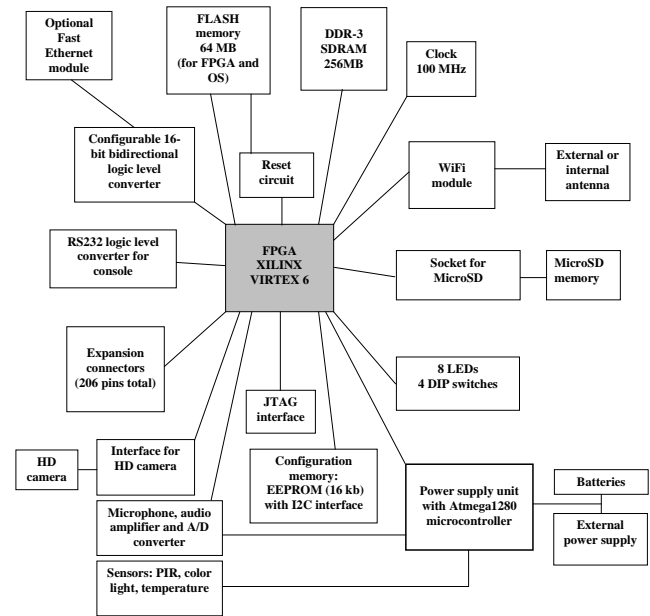 Optional
Fast
Ethernet
module
FLASH
memory
64 MB
(for FPGA and
OS)
DDR-3
SDRAM
256MB
Clock
100 MHz
Configurable 16-
bit bidirectional
logic level
converter
Reset
circuit
WiFi
module
External or
internal
antenna
RS232 logic level
converter for
console
FPGA
XILINX
VIRTEX 6
Socket for
MicroSD
MicroSD
memory
Expansion
connectors
(206 pins total)
JTAG
interface
8 LEDs
4 DIP switches
HD
camera
Interface for
HD camera
Configuration
memory:
EEPROM (16 kb)
with I2C interface
Power supply unit
with Atmega1280
microcontroller
Batteries
External
power supply
Microphone, audio
amplifier and A/D
converter
Sensors: PIR, color
light, temperature